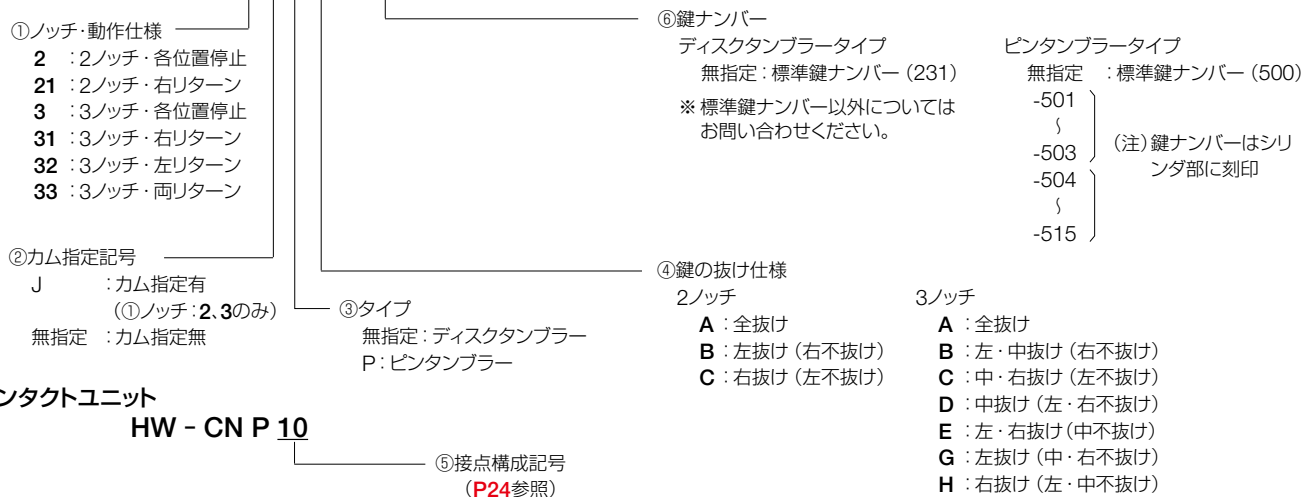 ①ノッチ・動作仕様
2 :2ノッチ・各位置停止
21 :2ノッチ・右リターン
3 :3ノッチ・各位置停止
31 :3ノッチ・右リターン
32 :3ノッチ・左リターン
33 :3ノッチ・両リターン
②カム指定記号
J :カム指定有
(①ノッチ:2、3のみ)
無指定 :カム指定無
③タイプ
無指定:ディスクタンブラー
P:ピンタンブラー
ンタクトユニット
HW - CN P 10
⑤接点構成記号
(P24参照)
⑥鍵ナンバー
ディスクタンブラータイプ
無指定:標準鍵ナンバー(231)
※ 標準鍵ナンバー以外については
お問い合わせください。
ピンタンブラータイプ
無指定 :標準鍵ナンバー(500)
-501
〜
-503
-504
〜
-515
(注)鍵ナンバーはシリ
ンダ部に刻印
④鍵の抜け仕様
2ノッチ
A :全抜け
B :左抜け(右不抜け)
C :右抜け(左不抜け)
3ノッチ
A :全抜け
B :左・中抜け(右不抜け)
C :中・右抜け(左不抜け)
D :中抜け(左・右不抜け)
E :左・右抜け(中不抜け)
G :左抜け(中・右不抜け)
H :右抜け(左・中不抜け)